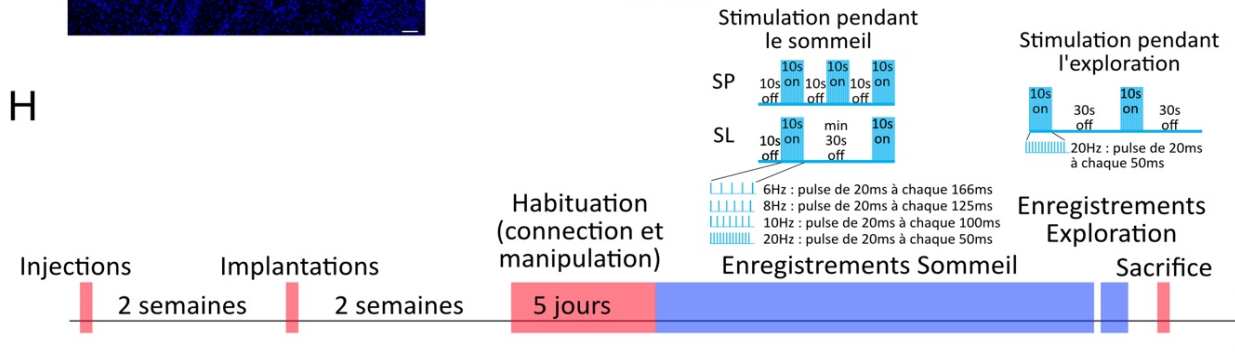 H
Stimulation pendant
le sommeil
SP
10s
off
10s
on
10s
off
10s
on
10s
off
10s
on
SL
10s
off
10s
on
min
30s
off
10s
on
6Hz : pulse de 20ms à chaque 166ms
8Hz : pulse de 20ms à chaque 125ms
10Hz : pulse de 20ms à chaque 100ms
20Hz : pulse de 20ms à chaque 50ms
Stimulation pendant
l'exploration
10s
on
30s
off
10s
on
30s
off
20Hz : pulse de 20ms
à chaque 50ms
Injections
2 semaines
Implantations
2 semaines
Habituation
(connection et
manipulation)
5 jours
Enregistrements Sommeil
Enregistrements
Exploration
Sacrifice